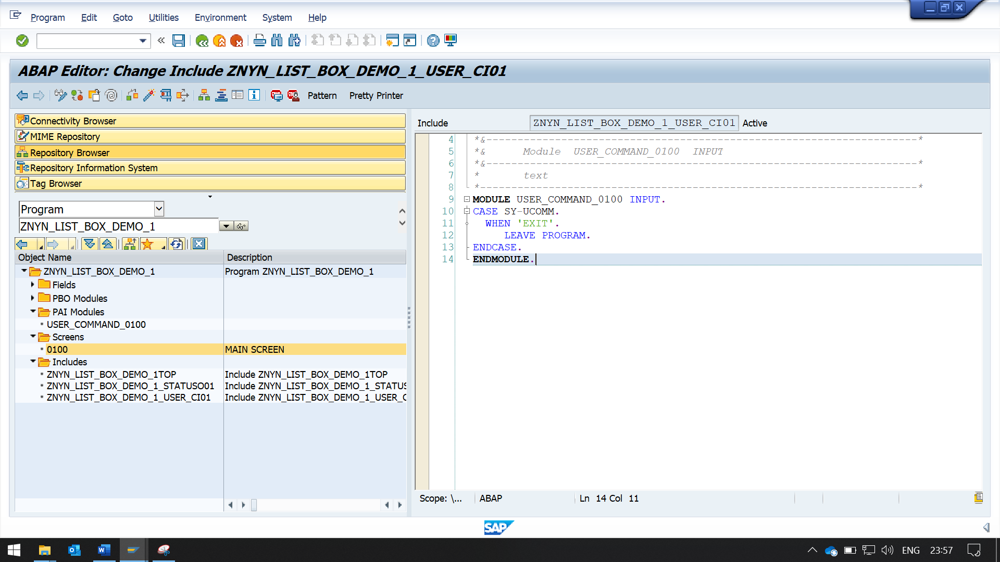 Program Edit Goto Utilities Environment System Help
ABAP Editor: Change Include ZNYN_LIST_BOX_DEMO_1_USER_CI01
Pattern Pretty Printer
Connectivity Browser
MIME Repository
Repository Browser
Repository Information System
Tag Browser
Program
ZNYN_LIST_BOX_DEMO_1
Object Name Description
ZNYN_LIST_BOX_DEMO_1 Program ZNYN_LIST_BOX_DEMO_1
Fields
PBO Modules
PAI Modules
USER_COMMAND_0100
Screens
0100 MAIN SCREEN
Includes
ZNYN_LIST_BOX_DEMO_1TOP Include ZNYN_LIST_BOX_DEMO_1TOP
ZNYN_LIST_BOX_DEMO_1_STATUSO01 Include ZNYN_LIST_BOX_DEMO_1_STATUS
ZNYN_LIST_BOX_DEMO_1_USER_CI01 Include ZNYN_LIST_BOX_DEMO_1_USER_C
Include ZNYN_LIST_BOX_DEMO_1_USER_CI01 Active
4 *&---------------------------------------------------------------------*
5 *& Module USER_COMMAND_0100 INPUT
6 *&---------------------------------------------------------------------*
7 * text
8 *----------------------------------------------------------------------*
9 MODULE USER_COMMAND_0100 INPUT.
10 CASE SY-UCOMM.
11 WHEN 'EXIT'.
12 LEAVE PROGRAM.
13 ENDCASE.
14 ENDMODULE.
Scope: \... ABAP Ln 14 Col 11
SAP
ENG 23:57